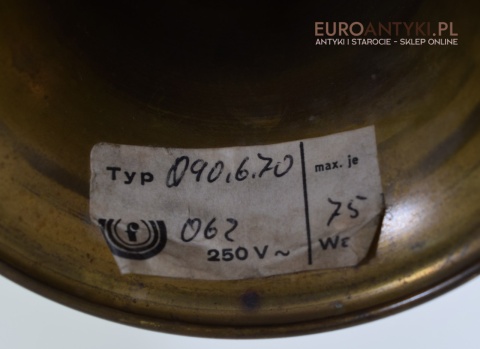 EUROANTYKI.PL
ANTYKI I STAROCIE - SKLEP ONLINE
Typ 090.6.70
max. je
062
75
250 V ~